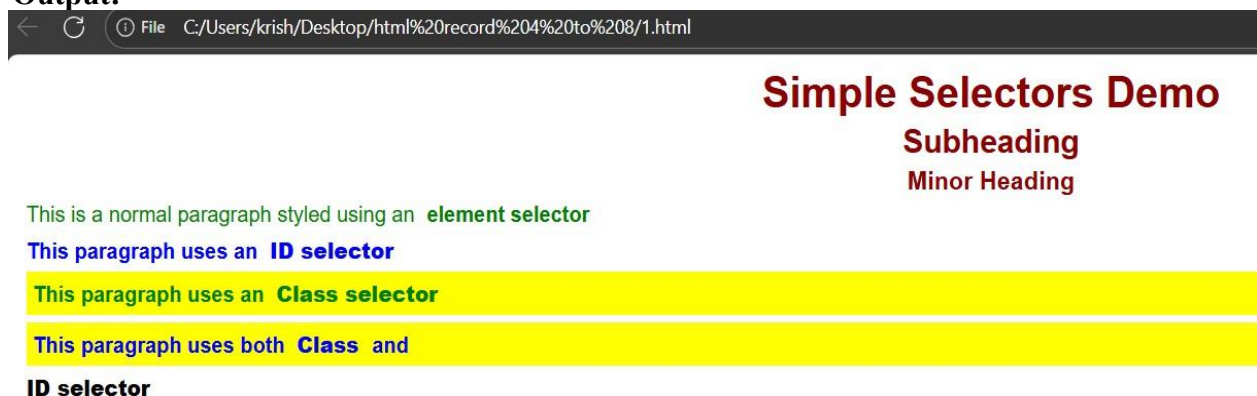 Output:
File C:/Users/krish/Desktop/html%20record%204%20to%208/1.html
Simple Selectors Demo
Subheading
Minor Heading
This is a normal paragraph styled using an element selector
This paragraph uses an ID selector
This paragraph uses an Class selector
This paragraph uses both Class and
ID selector